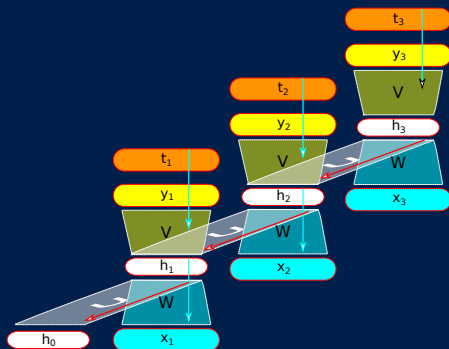 t₃
y₃
V
h₃
W
x₃
t₂
y₂
V
h₂
W
x₂
t₁
y₁
V
h₁
W
x₁
h₀